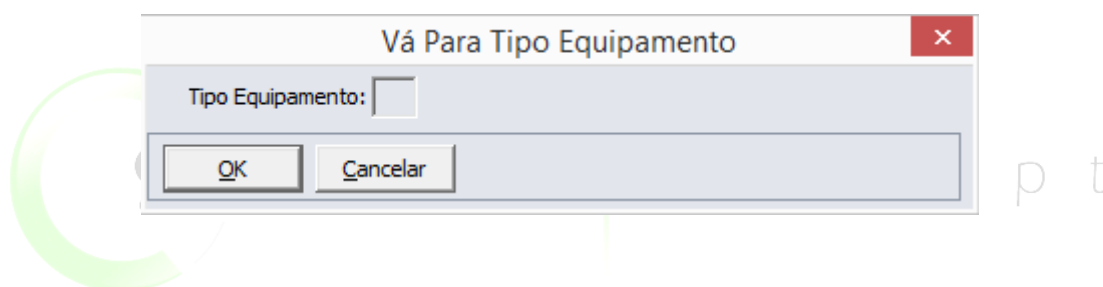 Vá Para Tipo Equipamento
Tipo Equipamento:
OK
Cancelar
p t